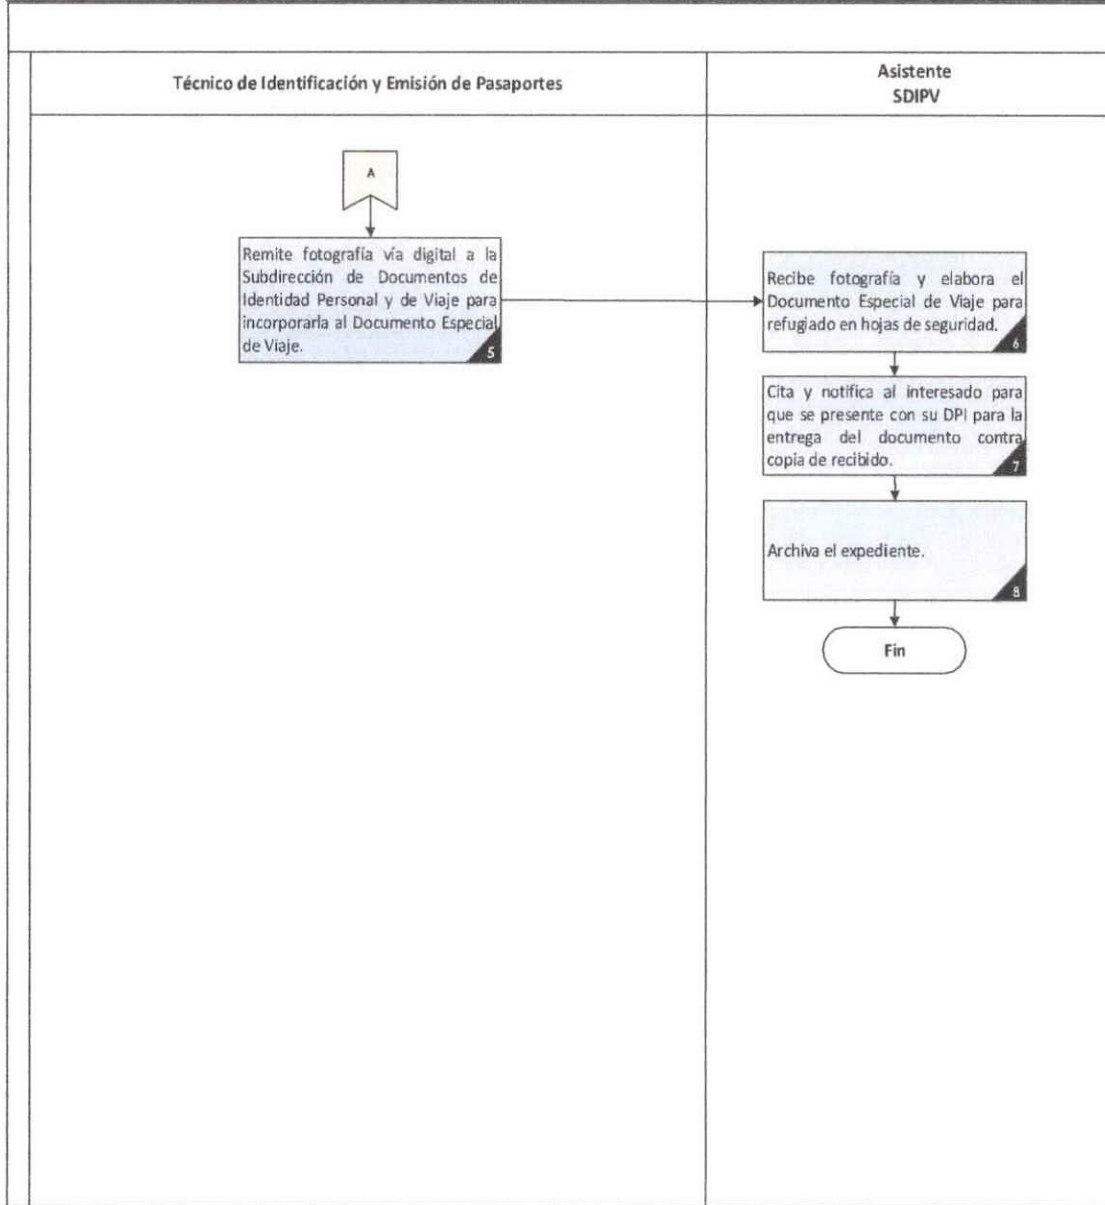 Técnico de Identificación y Emisión de Pasaportes
Asistente
SDIPV
A
Remite fotografía vía digital a la
Subdirección de Documentos de
Identidad Personal y de Viaje para
incorporarla al Documento Especial
de Viaje.
5
Recibe fotografía y elabora el
Documento Especial de Viaje para
refugiado en hojas de seguridad.
6
Cita y notifica al interesado para
que se presente con su DPI para la
entrega del documento contra
copia de recibido.
7
Archiva el expediente.
8
Fin